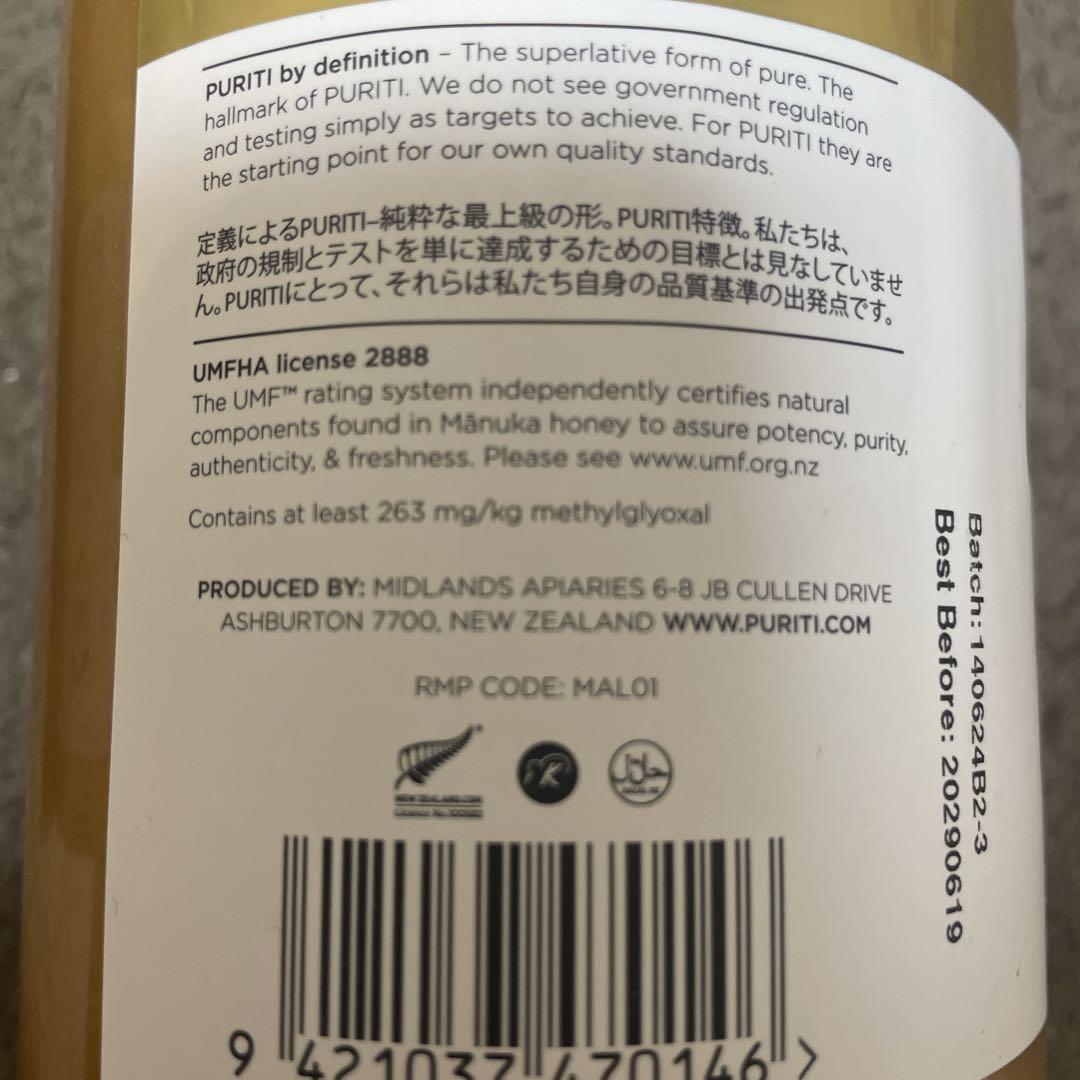 PURITI by definition – The superlative form of pure. The
hallmark of PURITI. We do not see government regulation
and testing simply as targets to achieve. For PURITI they are
the starting point for our own quality standards.
定義によるPURITI–純粋な最上級の形。PURITI特徴。私たちは、
政府の規制とテストを単に達成するための目標とは見なしていませ
ん。PURITIにとって、それらは私たち自身の品質基準の出発点です。
UMFHA license 2888
The UMF™ rating system independently certifies natural
components found in Mānuka honey to assure potency, purity,
authenticity, & freshness. Please see www.umf.org.nz
Contains at least 263 mg/kg methylglyoxal
PRODUCED BY: MIDLANDS APIARIES 6-8 JB CULLEN DRIVE
ASHBURTON 7700, NEW ZEALAND WWW.PURITI.COM
RMP CODE: MAL01
K
حلال
9 421037 470146 >
Batch: 140624B2-3
Best Before: 20290619